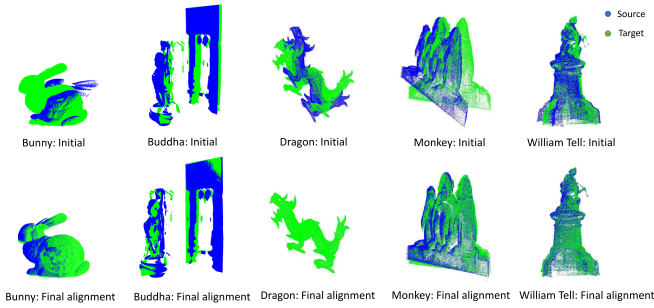 Source
Target
Bunny: Initial
Buddha: Initial
Dragon: Initial
Monkey: Initial
William Tell: Initial
Bunny: Final alignment
Buddha: Final alignment
Dragon: Final alignment
Monkey: Final alignment
William Tell: Final alignment